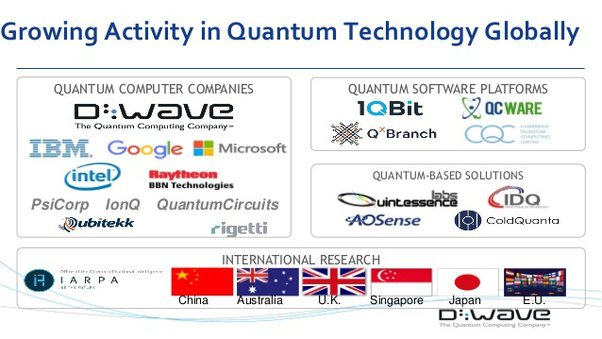 Growing Activity in Quantum Technology Globally
QUANTUM COMPUTER COMPANIES
D:wave
The Quantum Computing Company™
IBM Google Microsoft
intel Raytheon
BBN Technologies
PsiCorp IonQ QuantumCircuits
Qubitekk rigetti
QUANTUM SOFTWARE PLATFORMS
1QBit QCWARE
QxBranch CQC
CAMBRIDGE
QUANTUM
COMPUTING
LIMITED
QUANTUM-BASED SOLUTIONS
Quintessence labs IDQ
AOSense ColdQuanta
INTERNATIONAL RESEARCH
IARPA
China Australia U.K. Singapore Japan E.U.
D:wave
The Quantum Computing Company™